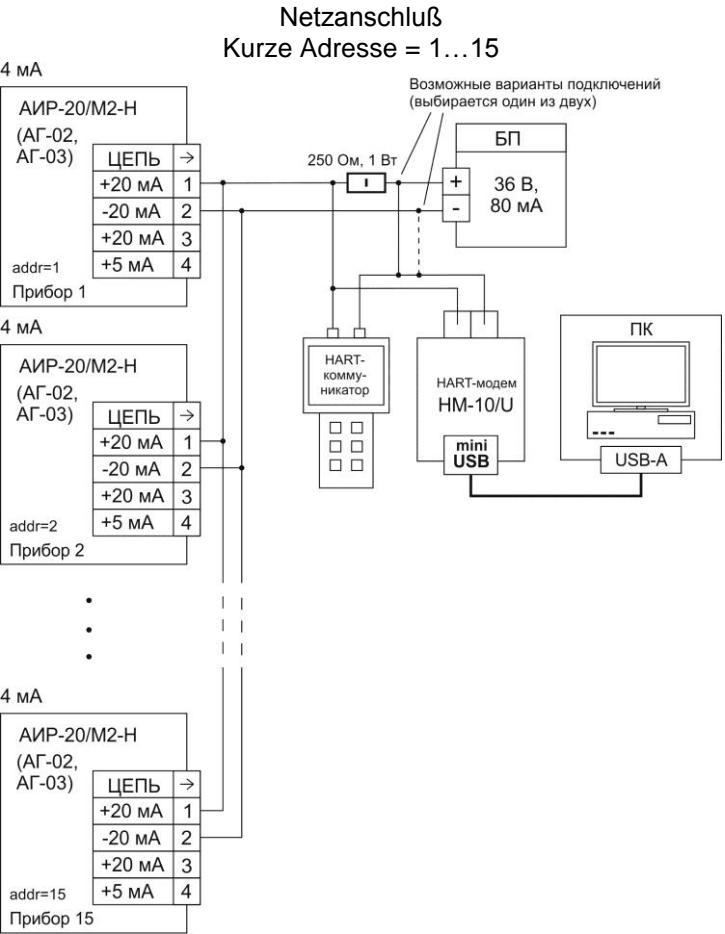 Netzanschluß
Kurze Adresse = 1…15
4 мА
АИР-20/М2-Н
(АГ-02,
АГ-03)
ЦЕПЬ →
+20 мА 1
-20 мА 2
+20 мА 3
+5 мА 4
addr=1
Прибор 1
Возможные варианты подключений
(выбирается один из двух)
250 Ом, 1 Вт
БП
+
-
36 В,
80 мА
4 мА
АИР-20/М2-Н
(АГ-02,
АГ-03)
ЦЕПЬ →
+20 мА 1
-20 мА 2
+20 мА 3
+5 мА 4
addr=2
Прибор 2
HART-
комму-
никатор
HART-модем
HM-10/U
mini
USB
ПК
USB-A
4 мА
АИР-20/М2-Н
(АГ-02,
АГ-03)
ЦЕПЬ →
+20 мА 1
-20 мА 2
+20 мА 3
+5 мА 4
addr=15
Прибор 15